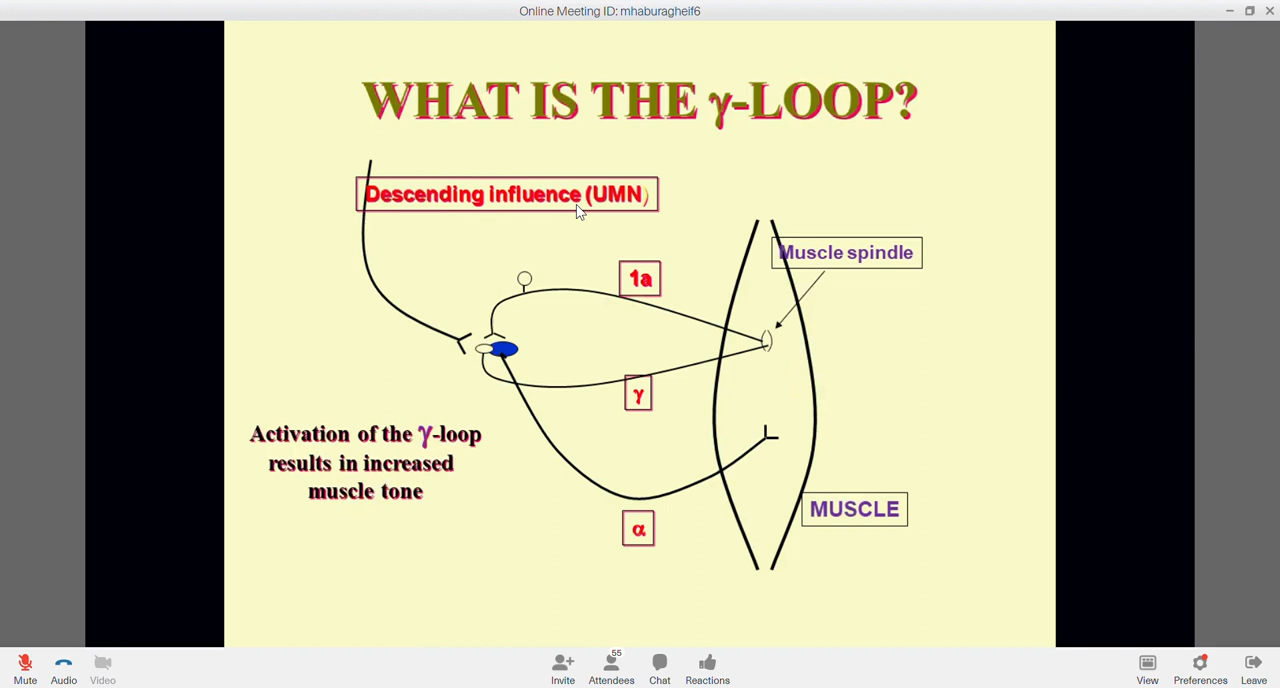 Online Meeting ID: mhaburagheif6
WHAT IS THE γ-LOOP?
Descending influence (UMN)
Muscle spindle
1a
γ
Activation of the γ-loop
results in increased
muscle tone
MUSCLE
α
55
Mute Audio Video Invite Attendees Chat Reactions View Preferences Leave